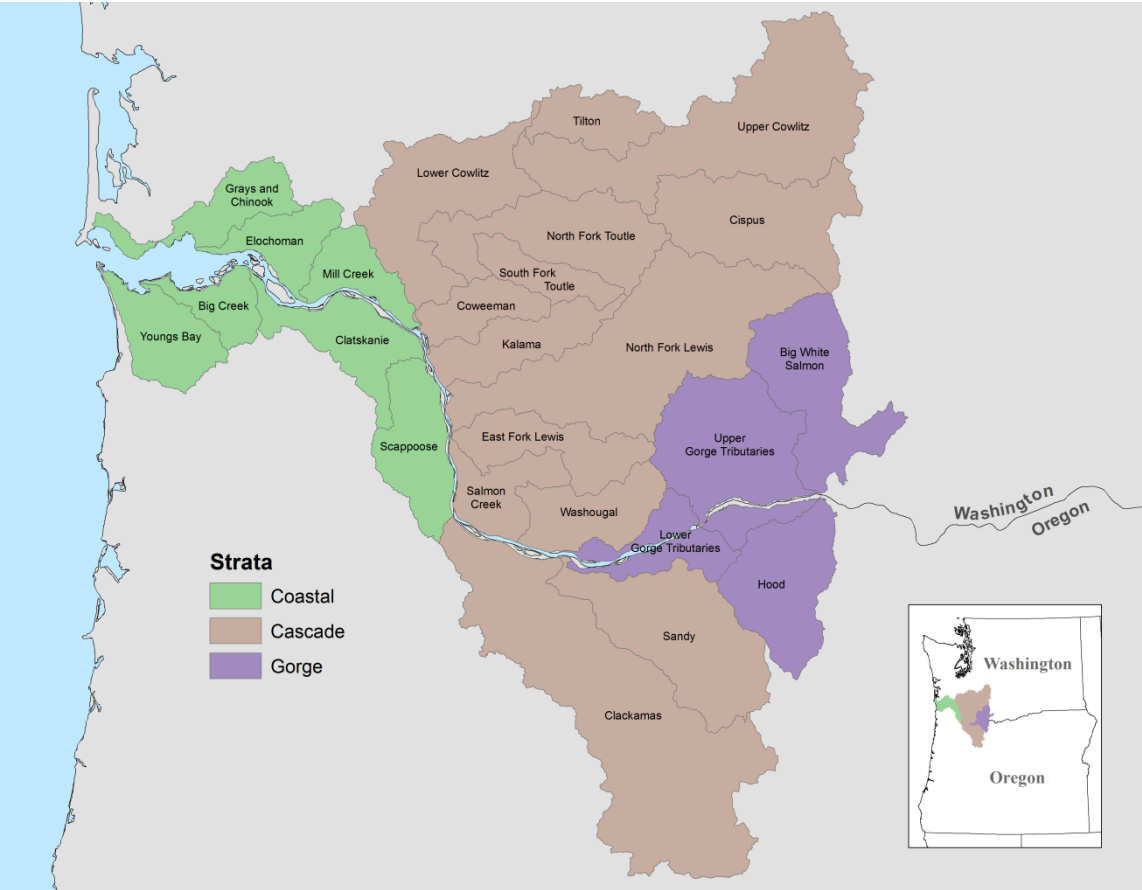 Tilton
Upper Cowlitz
Lower Cowlitz
Grays and
Chinook
Cispus
North Fork Toutle
Elochoman
Mill Creek
South Fork
Toutle
Coweeman
Big Creek
Youngs Bay
Clatskanie
Kalama
North Fork Lewis
Big White
Salmon
East Fork Lewis
Upper
Gorge Tributaries
Scappoose
Salmon
Creek
Washougal
Washington
Oregon
Lower
Gorge Tributaries
Hood
Sandy
Clackamas
Strata
Coastal
Cascade
Gorge
Washington
Oregon